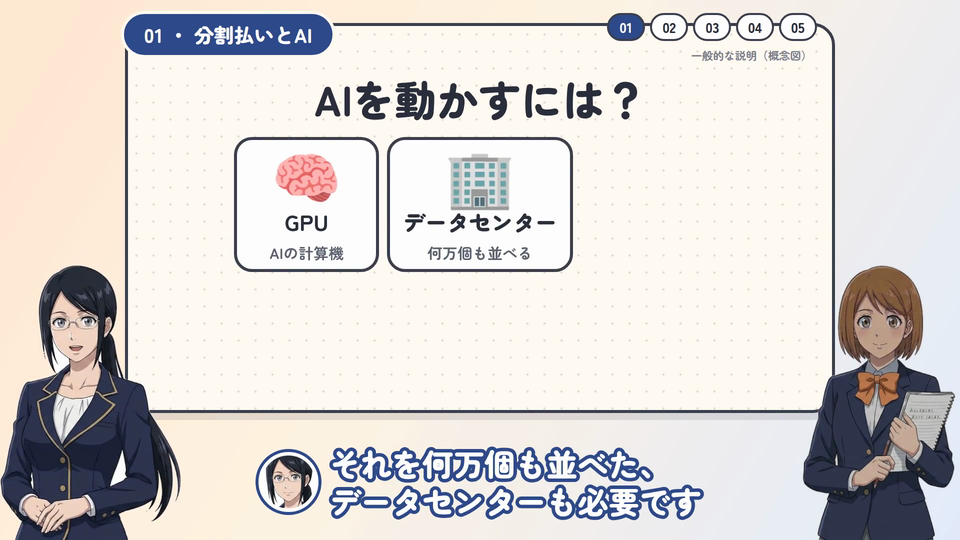 01 ・ 分割払いとAI
01 02 03 04 05
一般的な説明（概念図）
AIを動かすには？
GPU
AIの計算機
データセンター
何万個も並べる
それを何万個も並べた、
データセンターも必要です